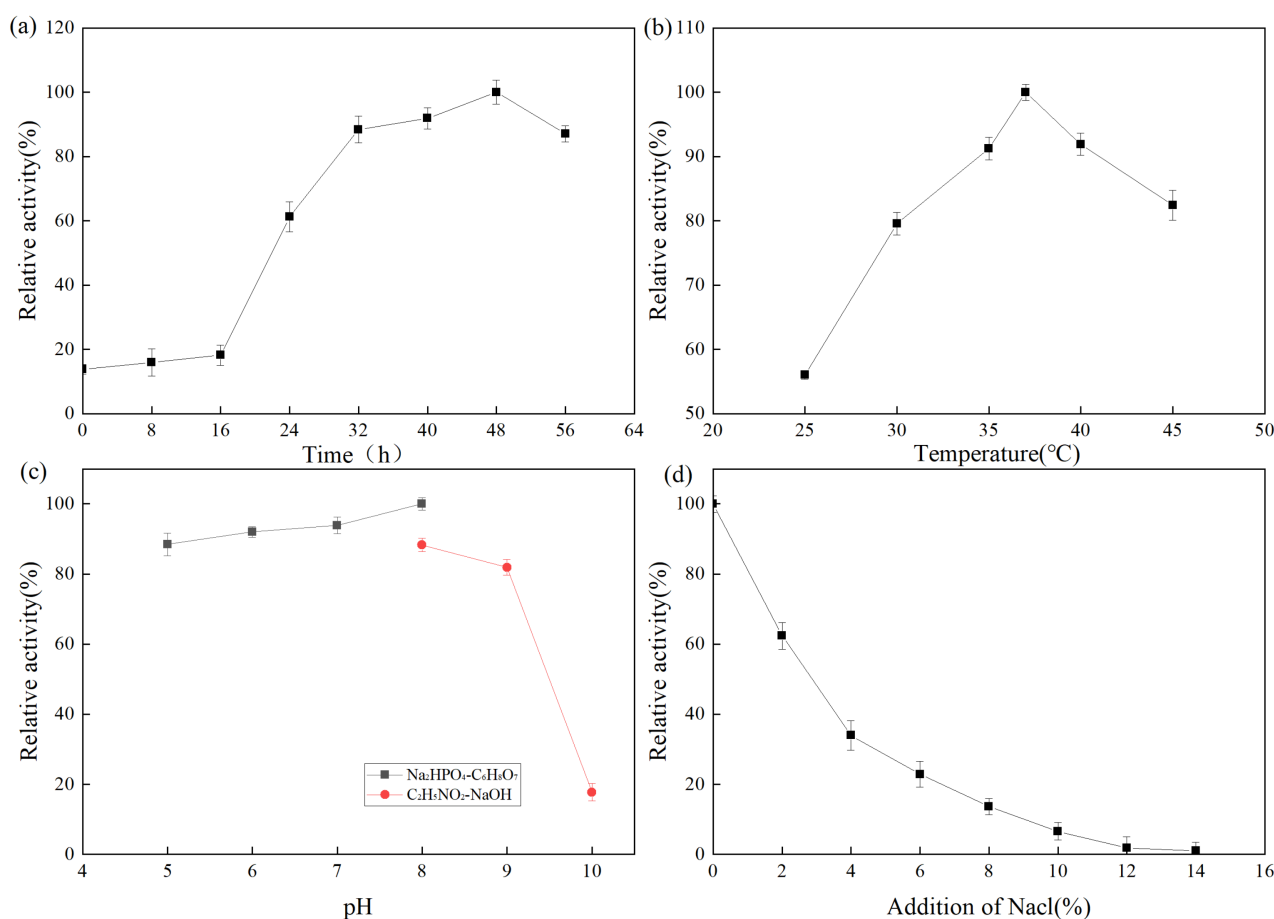 (a)
Relative activity(%)
120
100
80
60
40
20
0
0 8 16 24 32 40 48 56 64
Time（h）
(b)
Relative activity(%)
110
100
90
80
70
60
50
20 25 30 35 40 45 50
Temperature(℃)
(c)
Relative activity(%)
100
80
60
40
20
0
Na₂HPO₄-C₆H₈O₇
C₂H₅NO₂-NaOH
4 5 6 7 8 9 10
pH
(d)
Relative activity(%)
100
80
60
40
20
0
0 2 4 6 8 10 12 14 16
Addition of Nacl(%)